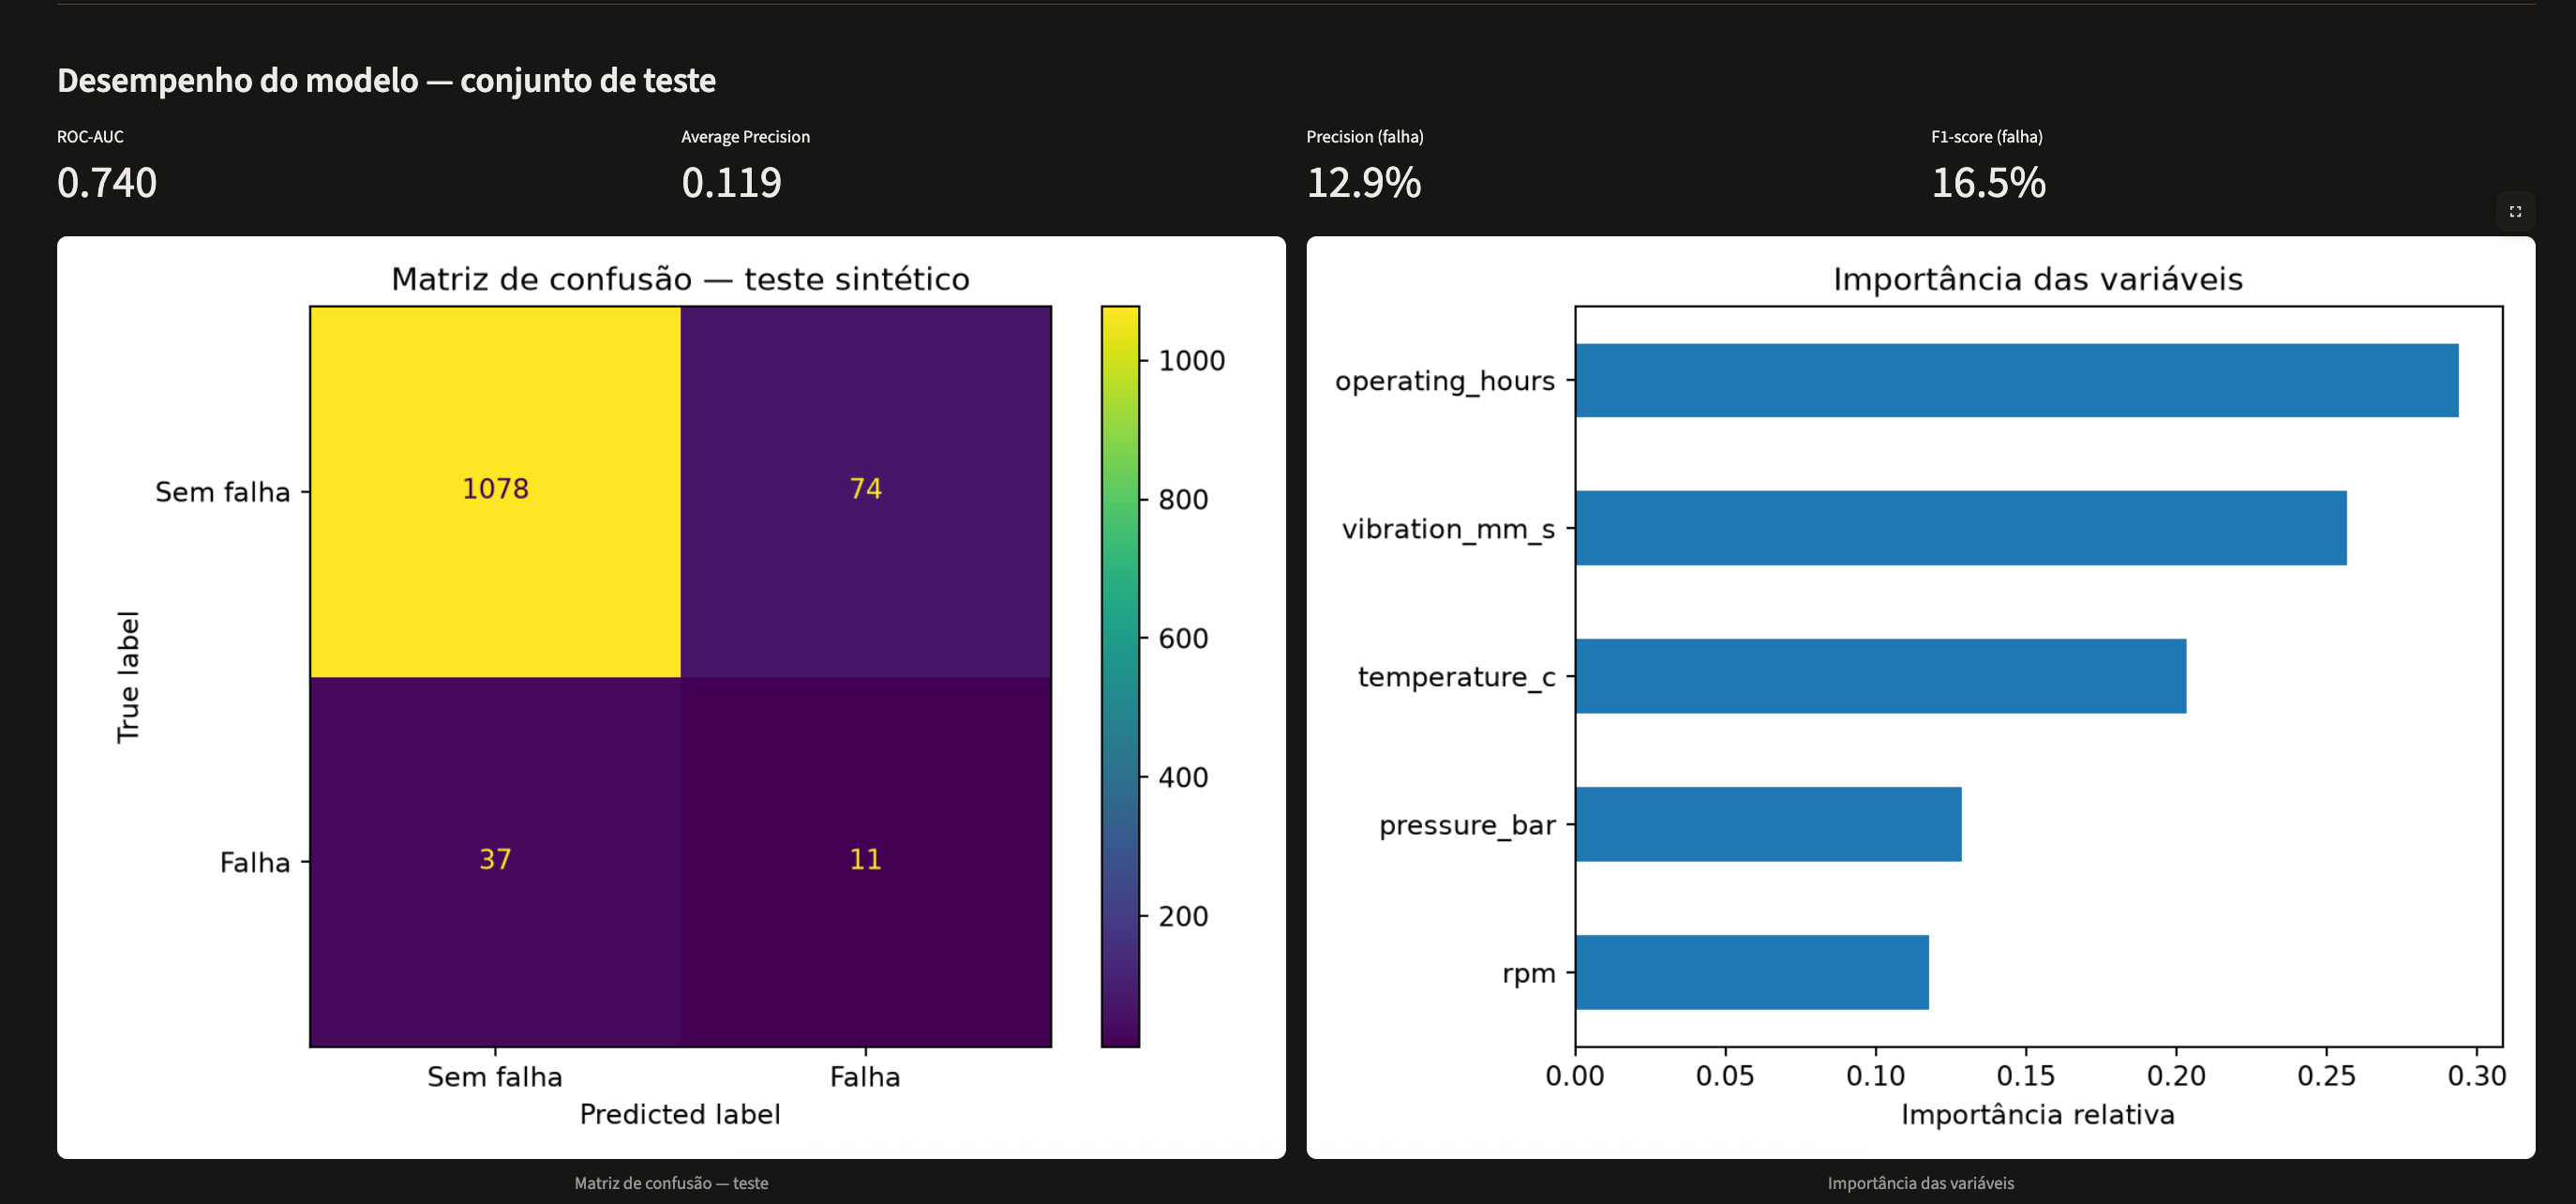 Desempenho do modelo — conjunto de teste
ROC-AUC
0.740
Average Precision
0.119
Precision (falha)
12.9%
F1-score (falha)
16.5%
Matriz de confusão — teste sintético
True label
Sem falha
1078
74
Falha
37
11
Sem falha
Falha
Predicted label
1000
800
600
400
200
Matriz de confusão — teste
Importância das variáveis
operating_hours
vibration_mm_s
temperature_c
pressure_bar
rpm
0.00
0.05
0.10
0.15
0.20
0.25
0.30
Importância relativa
Importância das variáveis